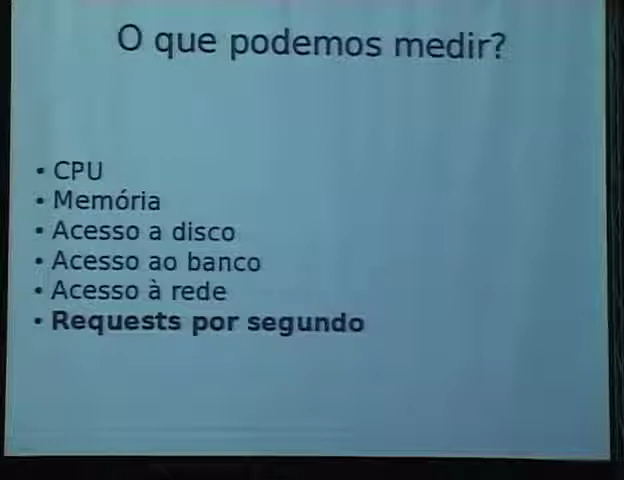 O que podemos medir?
• CPU
• Memória
• Acesso a disco
• Acesso ao banco
• Acesso à rede
• Requests por segundo